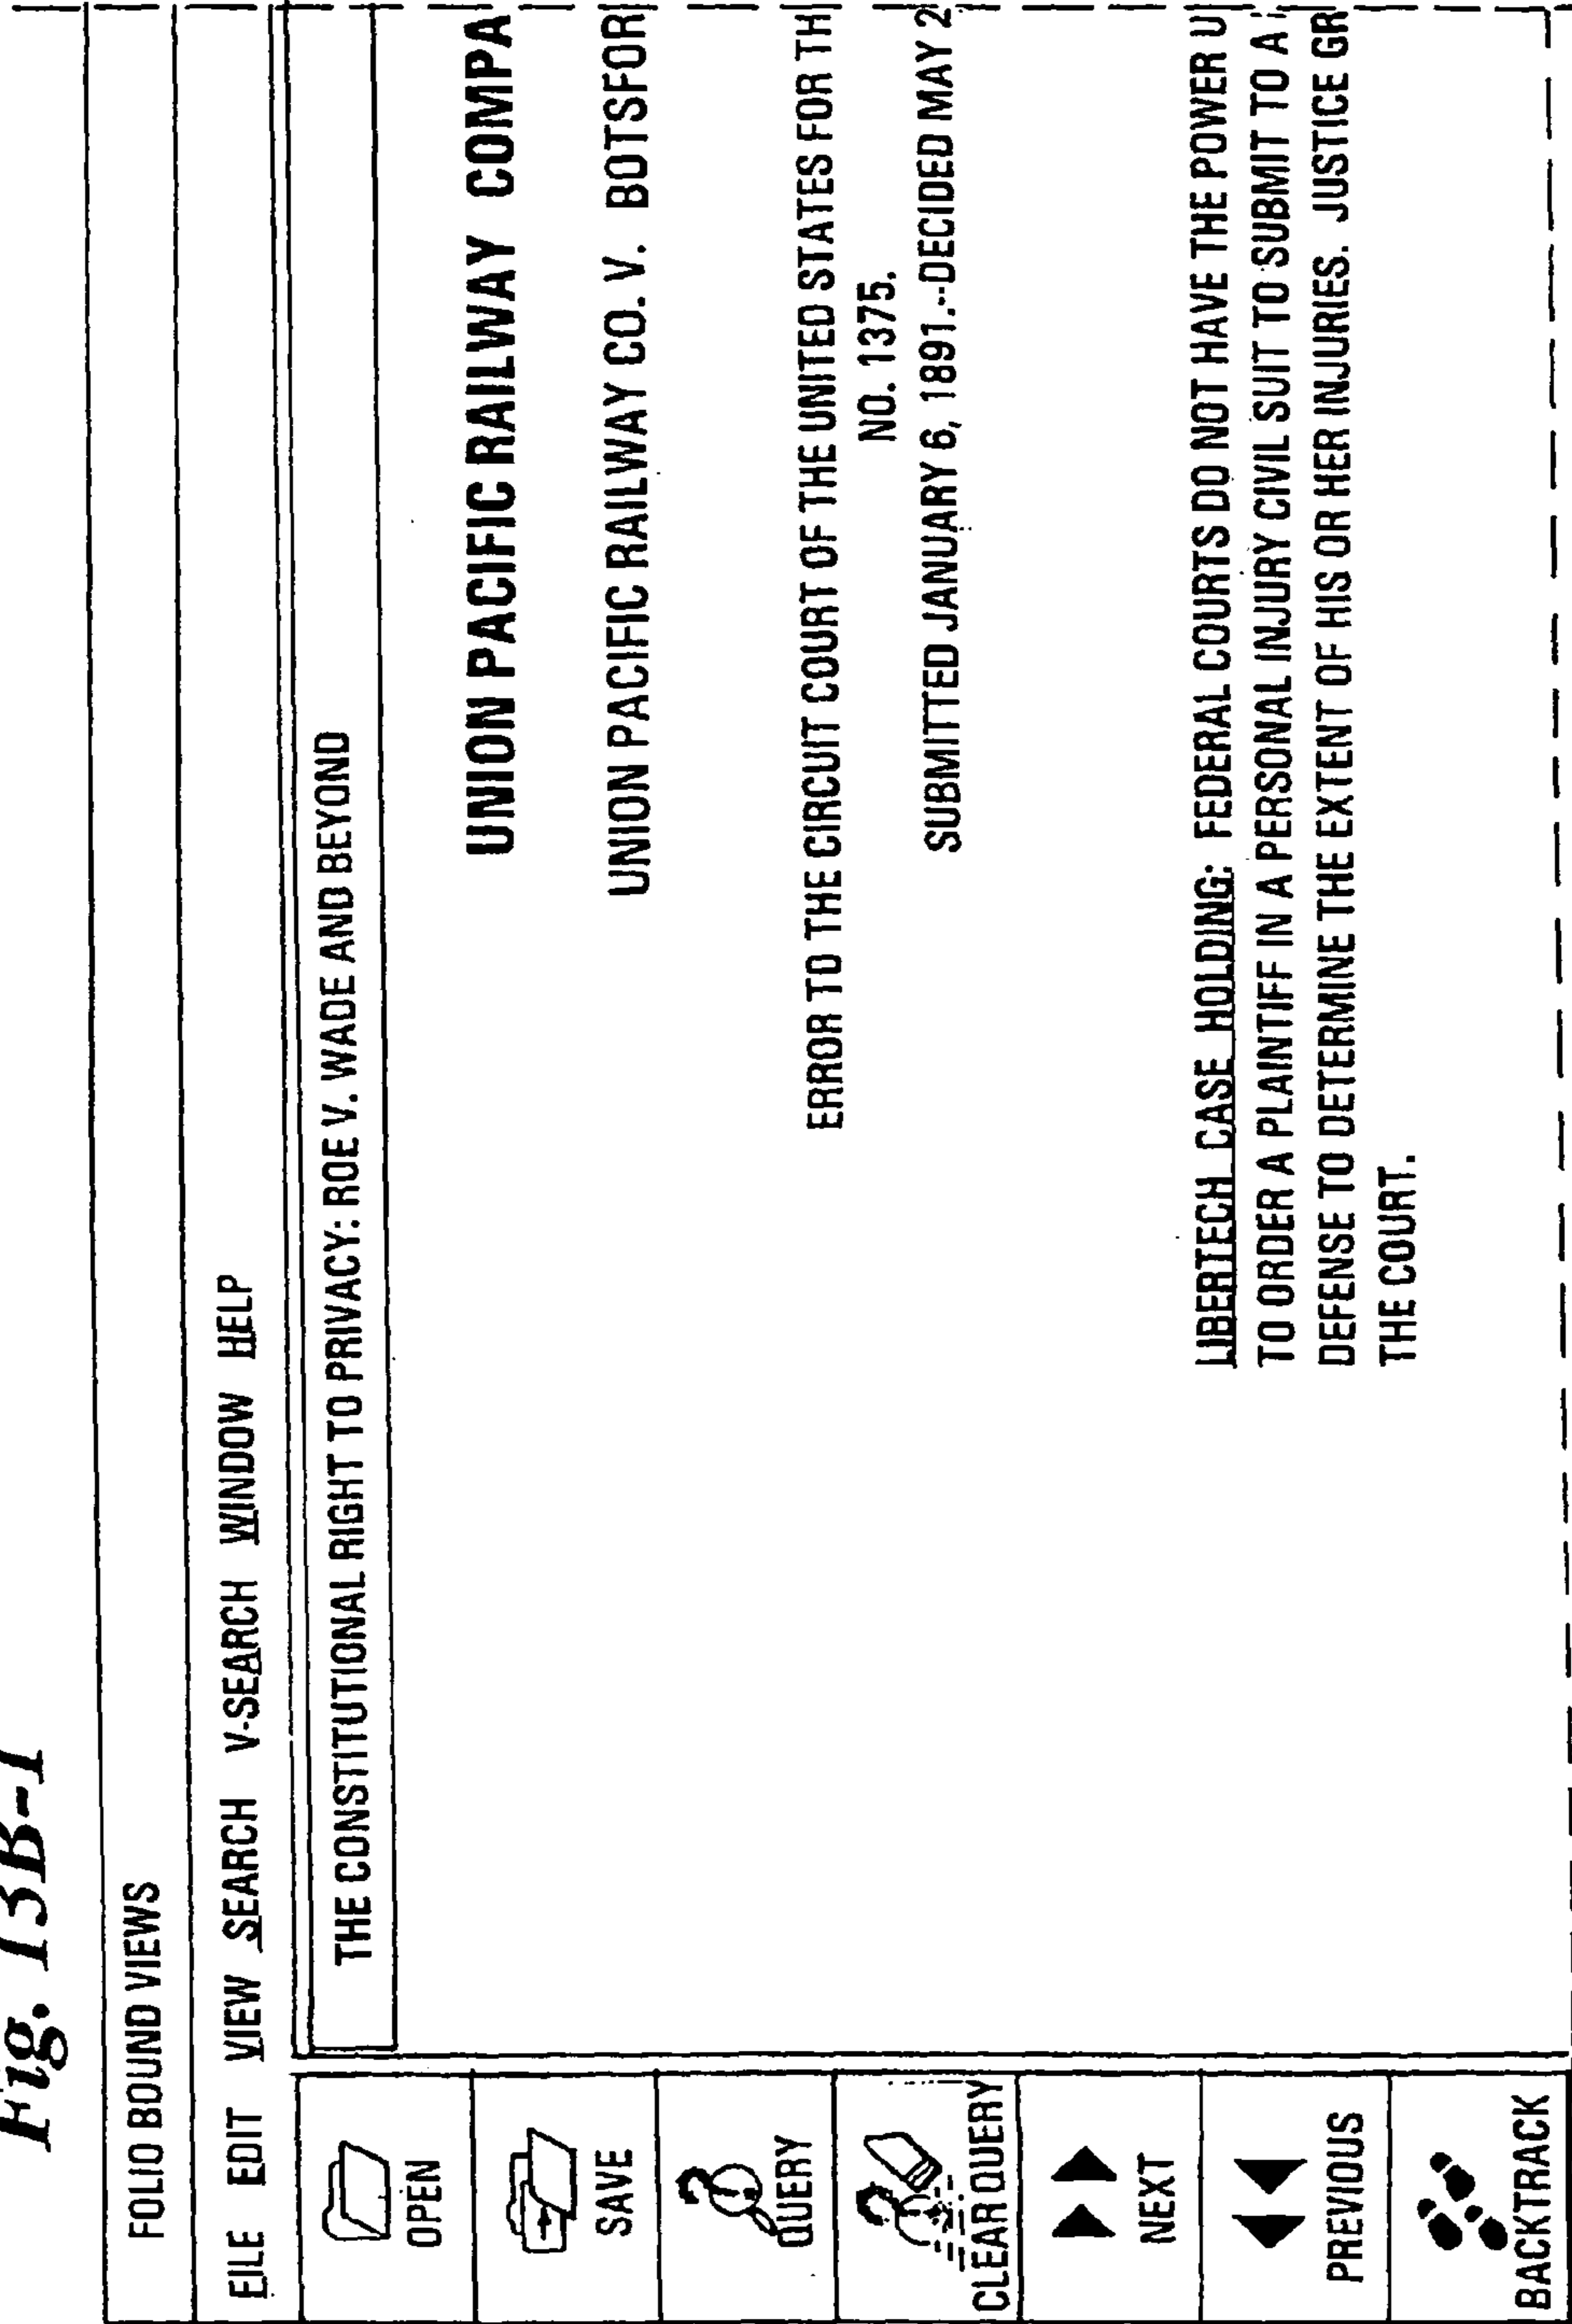 Fig. 13B-1
FOLIO BOUND VIEWS
FILE EDIT VIEW SEARCH V-SEARCH WINDOW HELP
THE CONSTITUTIONAL RIGHT TO PRIVACY: ROE V. WADE AND BEYOND
OPEN
SAVE
QUERY
CLEAR QUERY
NEXT
PREVIOUS
BACKTRACK
UNION PACIFIC RAILWAY COMPA
UNION PACIFIC RAILWAY CO. V. BOTSFOR
ERROR TO THE CIRCUIT COURT OF THE UNITED STATES FOR TH
NO. 1375.
SUBMITTED JANUARY 6, 1891.--DECIDED MAY 2
LIBERTECH CASE HOLDING: FEDERAL COURTS DO NOT HAVE THE POWER U
TO ORDER A PLAINTIFF IN A PERSONAL INJURY CIVIL SUIT TO SUBMIT TO A
DEFENSE TO DETERMINE THE EXTENT OF HIS OR HER INJURIES. JUSTICE GR
THE COURT.